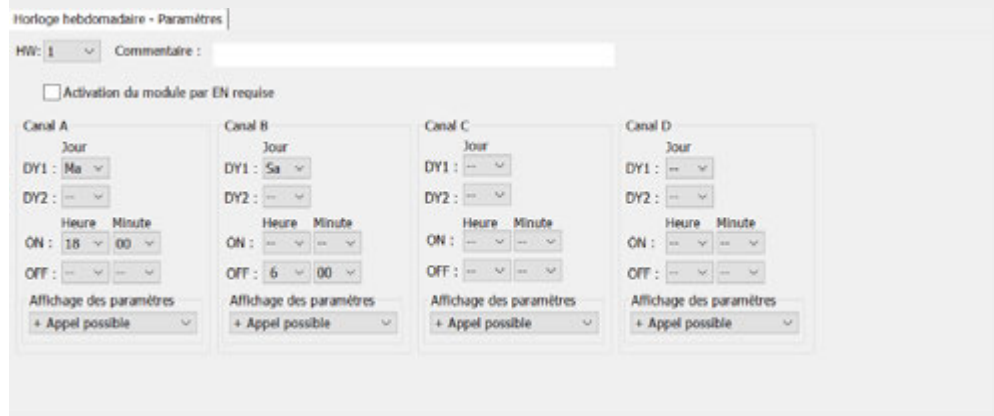 Horloge hebdomadaire - Paramètres
HW: 1 Commentaire :
Activation du module par EN requise
Canal A Canal B Canal C Canal D
Jour Jour Jour Jour
DY1 : Ma DY1 : Sa DY1 : -- DY1 : --
DY2 : -- DY2 : -- DY2 : -- DY2 : --
Heure Minute Heure Minute Heure Minute Heure Minute
ON : 18 00 ON : -- -- ON : -- -- ON : -- --
OFF : -- -- OFF : 6 00 OFF : -- -- OFF : -- --
Affichage des paramètres Affichage des paramètres Affichage des paramètres Affichage des paramètres
+ Appel possible + Appel possible + Appel possible + Appel possible